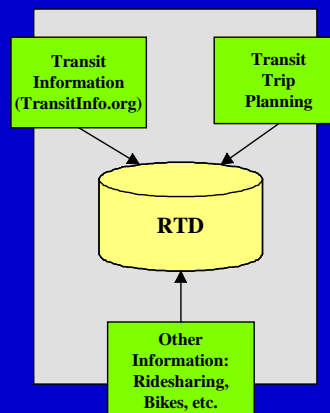 Transit
Information
(TransitInfo.org)
Transit
Trip
Planning
RTD
Other
Information:
Ridesharing,
Bikes, etc.